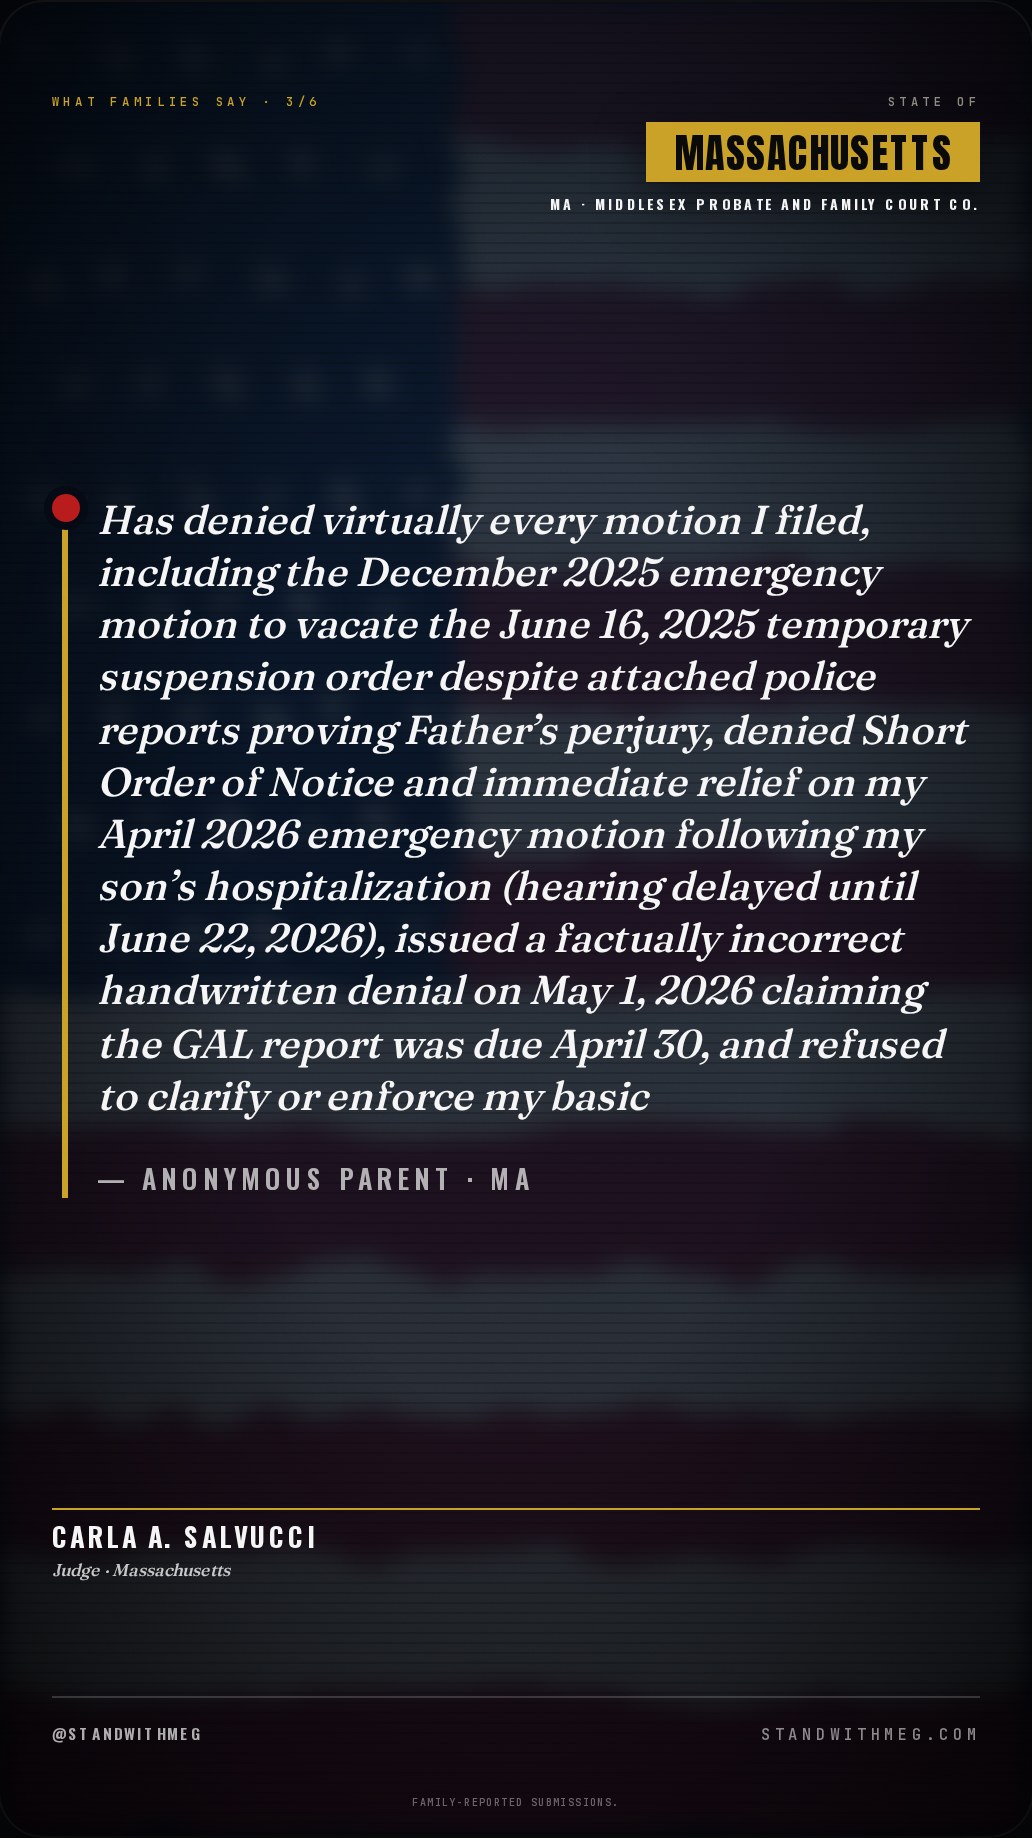 WHAT FAMILIES SAY · 3/6
STATE OF
MASSACHUSETTS
MA · MIDDLESEX PROBATE AND FAMILY COURT CO.
Has denied virtually every motion I filed,
including the December 2025 emergency
motion to vacate the June 16, 2025 temporary
suspension order despite attached police
reports proving Father’s perjury, denied Short
Order of Notice and immediate relief on my
April 2026 emergency motion following my
son’s hospitalization (hearing delayed until
June 22, 2026), issued a factually incorrect
handwritten denial on May 1, 2026 claiming
the GAL report was due April 30, and refused
to clarify or enforce my basic
— ANONYMOUS PARENT · MA
CARLA A. SALVUCCI
Judge · Massachusetts
@STANDWITHMEG
STANDWITHMEG.COM
FAMILY-REPORTED SUBMISSIONS.